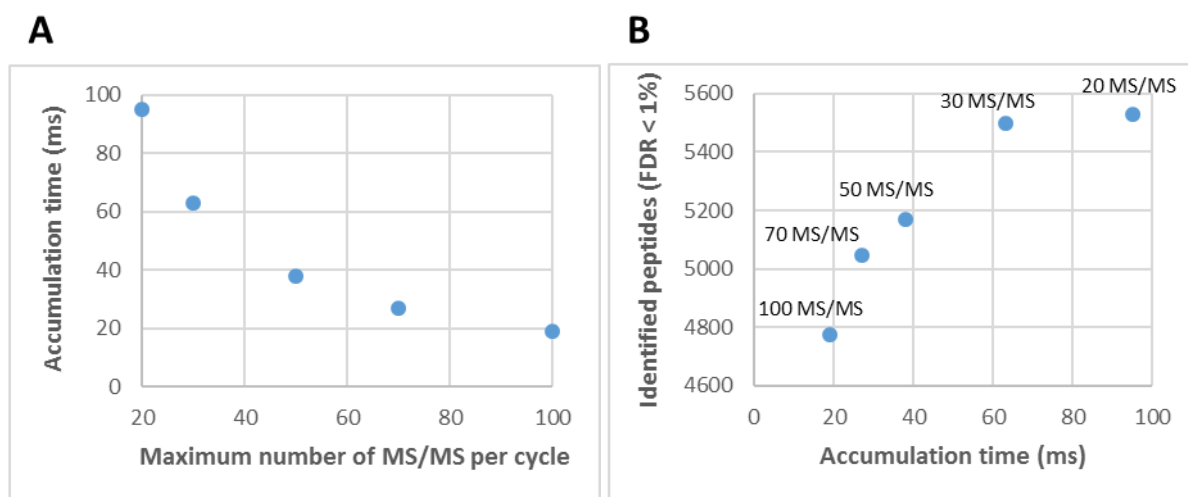 A
B
Accumulation time (ms)
100
80
60
40
20
0
20
40
60
80
100
Maximum number of MS/MS per cycle
Identified peptides (FDR < 1%)
5600
5400
5200
5000
4800
4600
30 MS/MS
20 MS/MS
50 MS/MS
70 MS/MS
100 MS/MS
0
20
40
60
80
100
Accumulation time (ms)